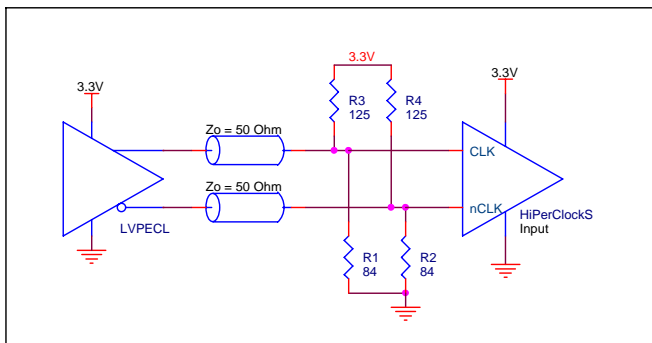 3.3V
3.3V
3.3V
R3
125
R4
125
Zo = 50 Ohm
CLK
Zo = 50 Ohm
nCLK
HiPerClockS
Input
LVPECL
R1
84
R2
84